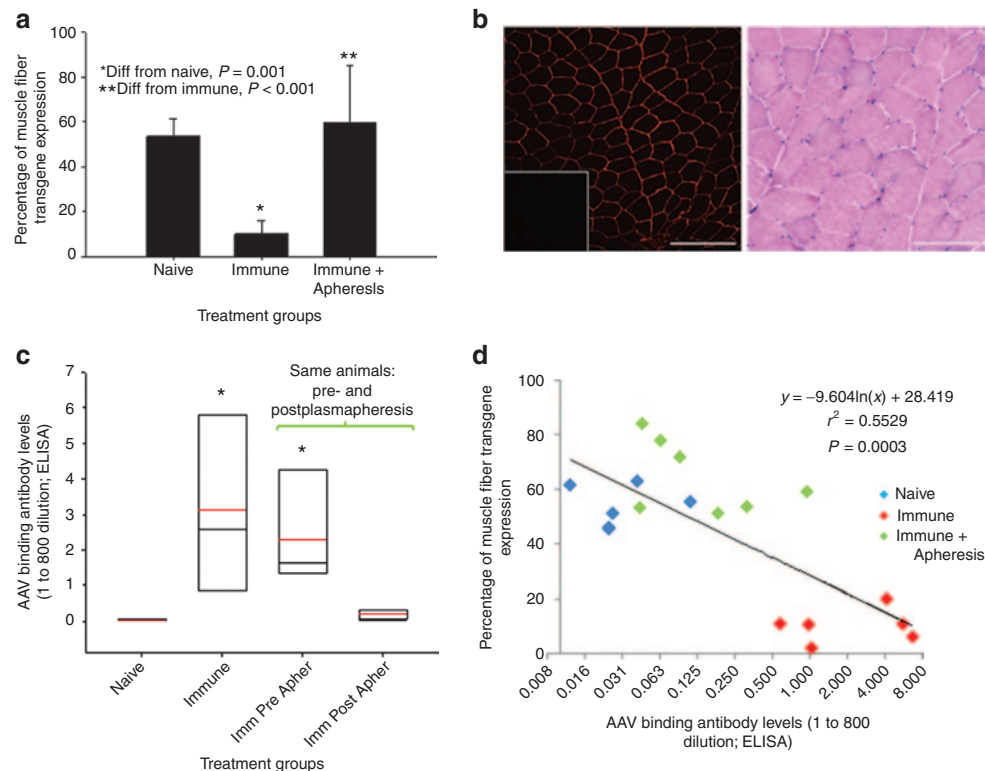 a
100
80
60
40
20
0
Percentage of muscle fiber
transgene expression
*Diff from naive, P = 0.001
**Diff from immune, P < 0.001
*
**
Naive
Immune
Immune +
Apheresls
Treatment groups
b
c
7
6
5
4
3
2
1
0
AAV binding antibody levels
(1 to 800 dilution; ELISA)
*
Same animals:
pre- and
postplasmapheresis
*
Naive
Immune
Imm Pre Apher
Imm Post Apher
Treatment groups
d
100
80
60
40
20
0
Percentage of muscle fiber transgene
expression
y = −9.604ln(x) + 28.419
r² = 0.5529
P = 0.0003
Naive
Immune
Immune +
Apheresis
0.008
0.016
0.031
0.063
0.125
0.250
0.500
1.000
2.000
4.000
8.000
AAV binding antibody levels (1 to 800
dilution; ELISA)